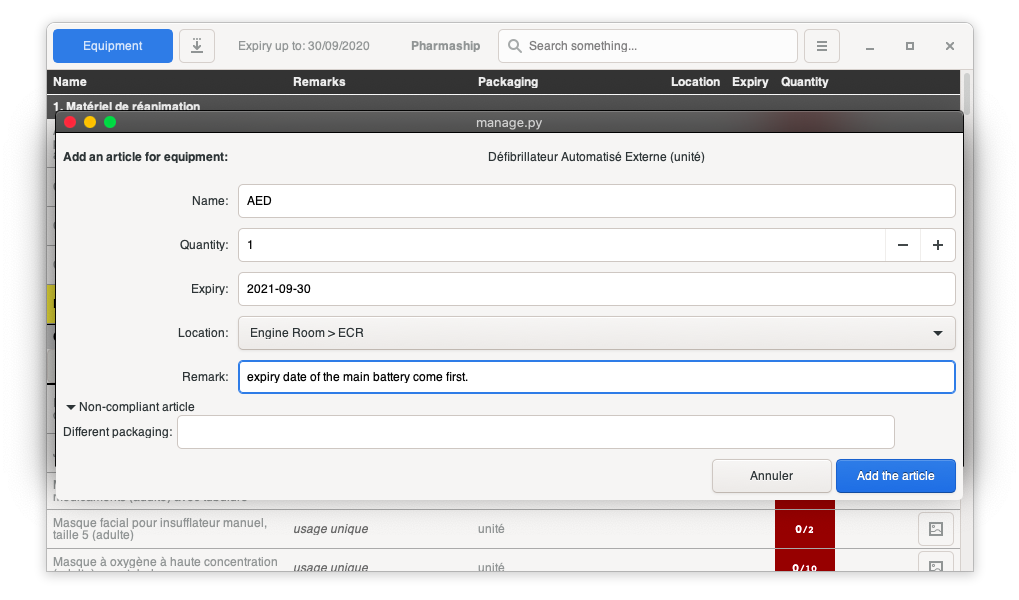 Equipment
Expiry up to: 30/09/2020
Pharmaship
Search something...
Name Remarks Packaging Location Expiry Quantity
1. Matériel de réanimation
manage.py
Add an article for equipment: Défibrillateur Automatisé Externe (unité)
Name: AED
Quantity: 1
Expiry: 2021-09-30
Location: Engine Room > ECR
Remark: expiry date of the main battery come first.
Non-compliant article
Different packaging:
Annuler Add the article
Masque facial pour insufflateur manuel, usage unique unité 0/2
taille 5 (adulte)
Masque à oxygène à haute concentration usage unique unité 0/10